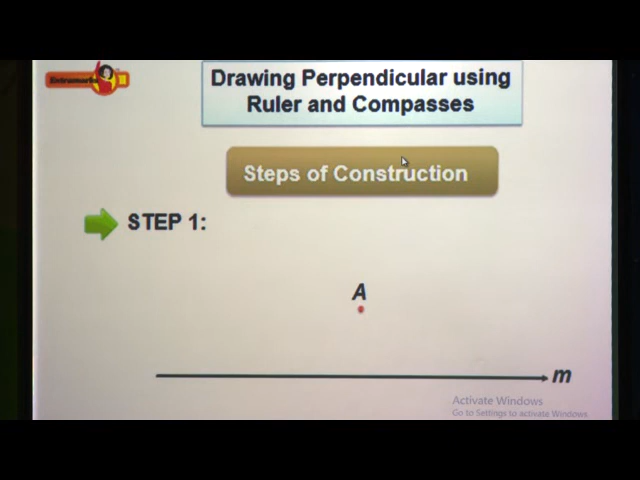 Extramarks
Drawing Perpendicular using
Ruler and Compasses
Steps of Construction
STEP 1:
A
m
Activate Windows
Go to Settings to activate Windows.